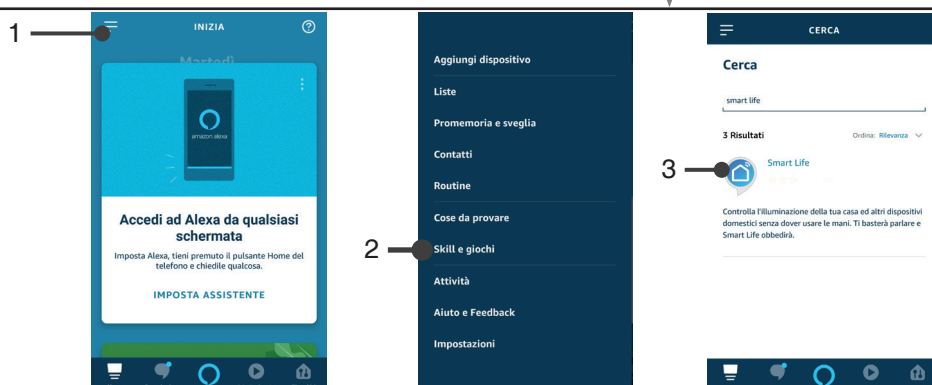 1
INIZIA
Martedì
amazon alexa
Accedi ad Alexa da qualsiasi
schermata
Imposta Alexa, tieni premuto il pulsante Home del
telefono e chiedile qualcosa.
IMPOSTA ASSISTENTE
2
Aggiungi dispositivo
Liste
Promemoria e sveglia
Contatti
Routine
Cose da provare
Skill e giochi
Attività
Aiuto e Feedback
Impostazioni
3
CERCA
Cerca
smart life
3 Risultati
Ordina: Rilevanza
Smart Life
Controlla l'illuminazione della tua casa ed altri dispositivi
domestici senza dover usare le mani. Ti basterà parlare e
Smart Life obbedirà.